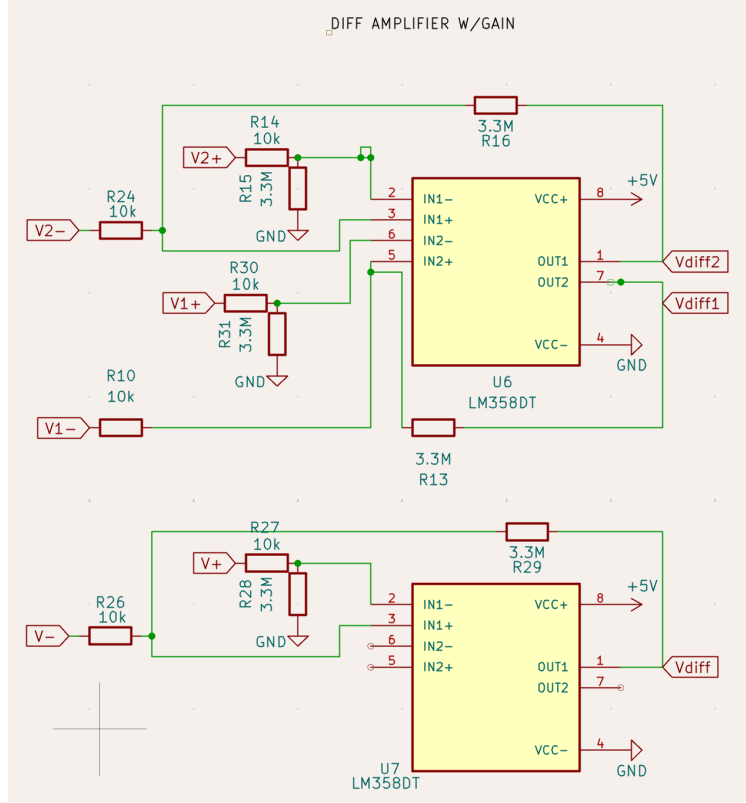 DIFF AMPLIFIER W/GAIN
3.3M
R16
R14
10k
V2+
R15
3.3M
GND
R24
10k
V2-
2 IN1-
3 IN1+
6 IN2-
5 IN2+
VCC+ 8
+5V
OUT1 1
Vdiff2
OUT2 7
Vdiff1
VCC- 4
GND
U6
LM358DT
R30
10k
V1+
R31
3.3M
GND
R10
10k
V1-
3.3M
R13
R27
10k
V+
R28
3.3M
GND
3.3M
R29
R26
10k
V-
2 IN1-
3 IN1+
6 IN2-
5 IN2+
VCC+ 8
+5V
OUT1 1
Vdiff
OUT2 7
VCC- 4
GND
U7
LM358DT